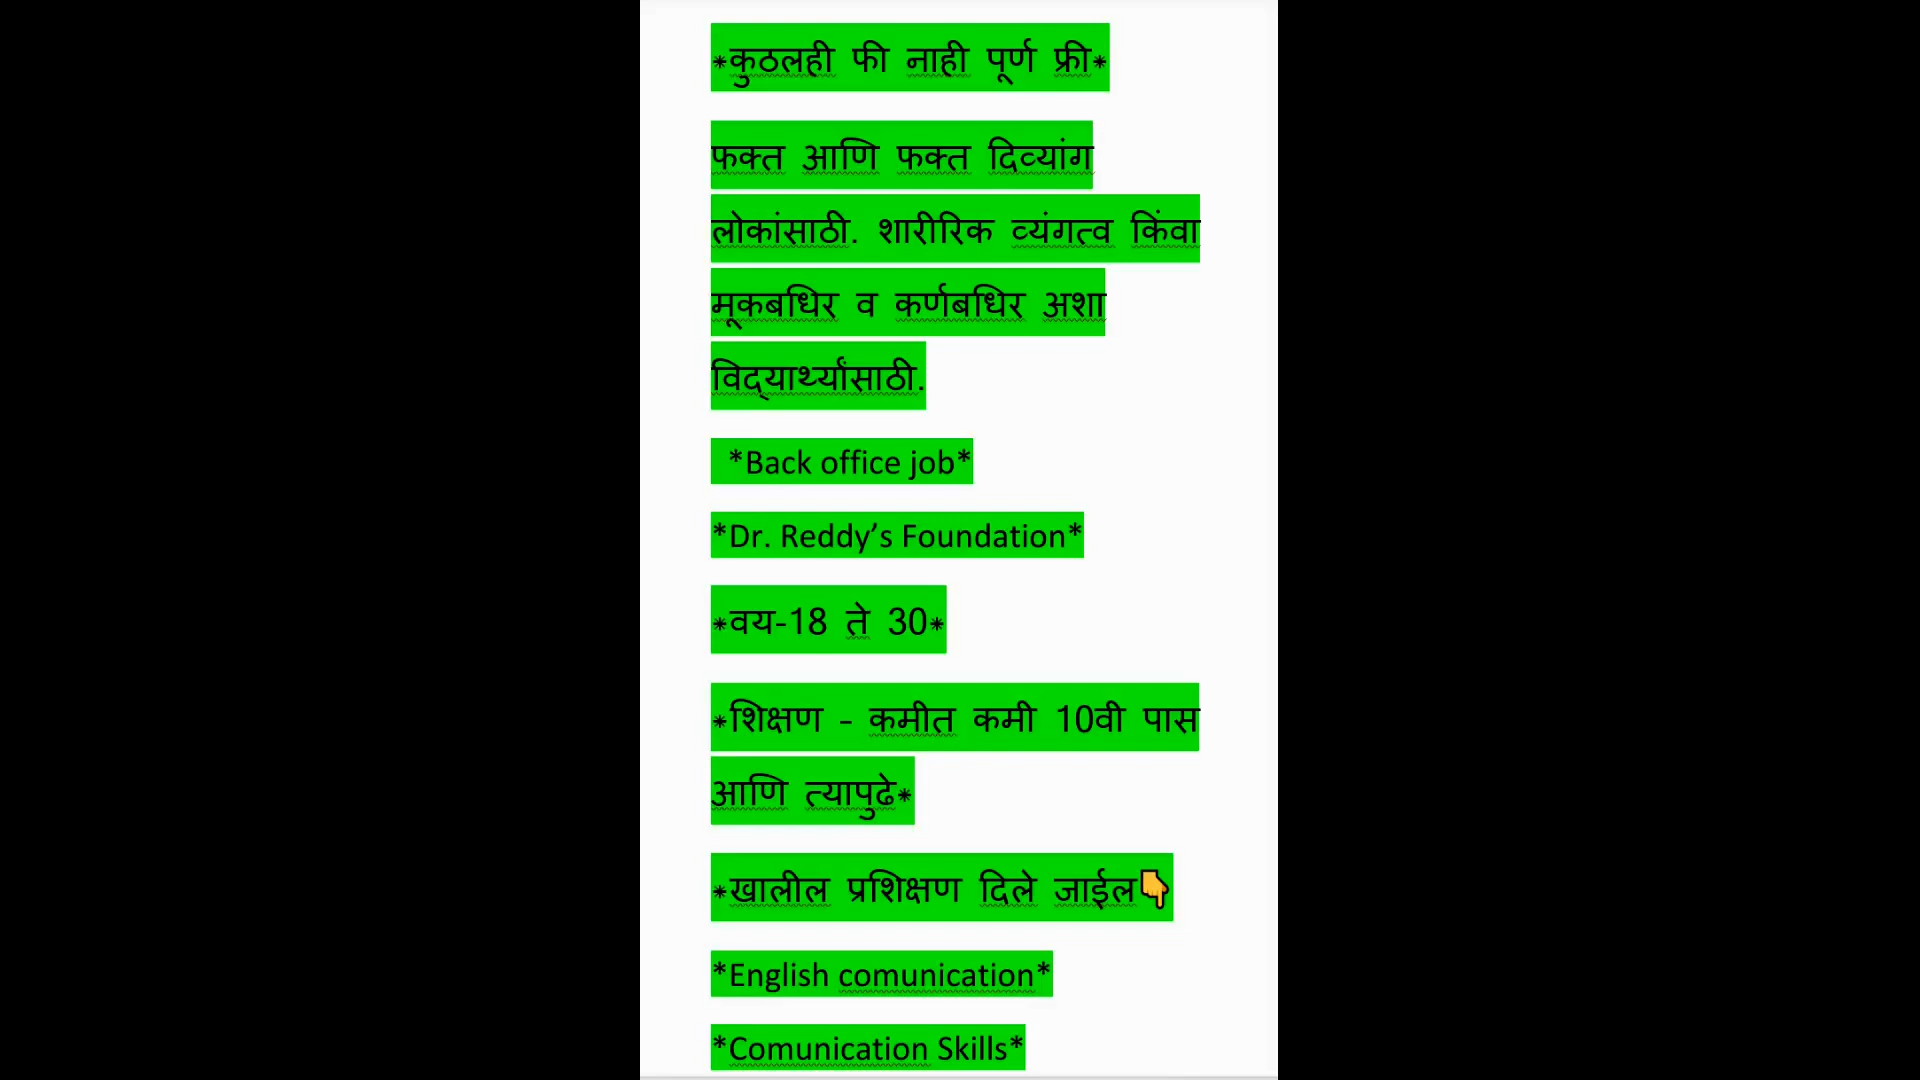 *कुठलही फी नाही पूर्ण फ्री*
फक्त आणि फक्त दिव्यांग
लोकांसाठी. शारीरिक व्यंगत्व किंवा
मूकबधिर व कर्णबधिर अशा
विद्यार्थ्यांसाठी.
*Back office job*
*Dr. Reddy’s Foundation*
*वय-18 ते 30*
*शिक्षण - कमीत कमी 10वी पास
आणि त्यापुढे*
*खालील प्रशिक्षण दिले जाईल👇
*English comunication*
*Comunication Skills*